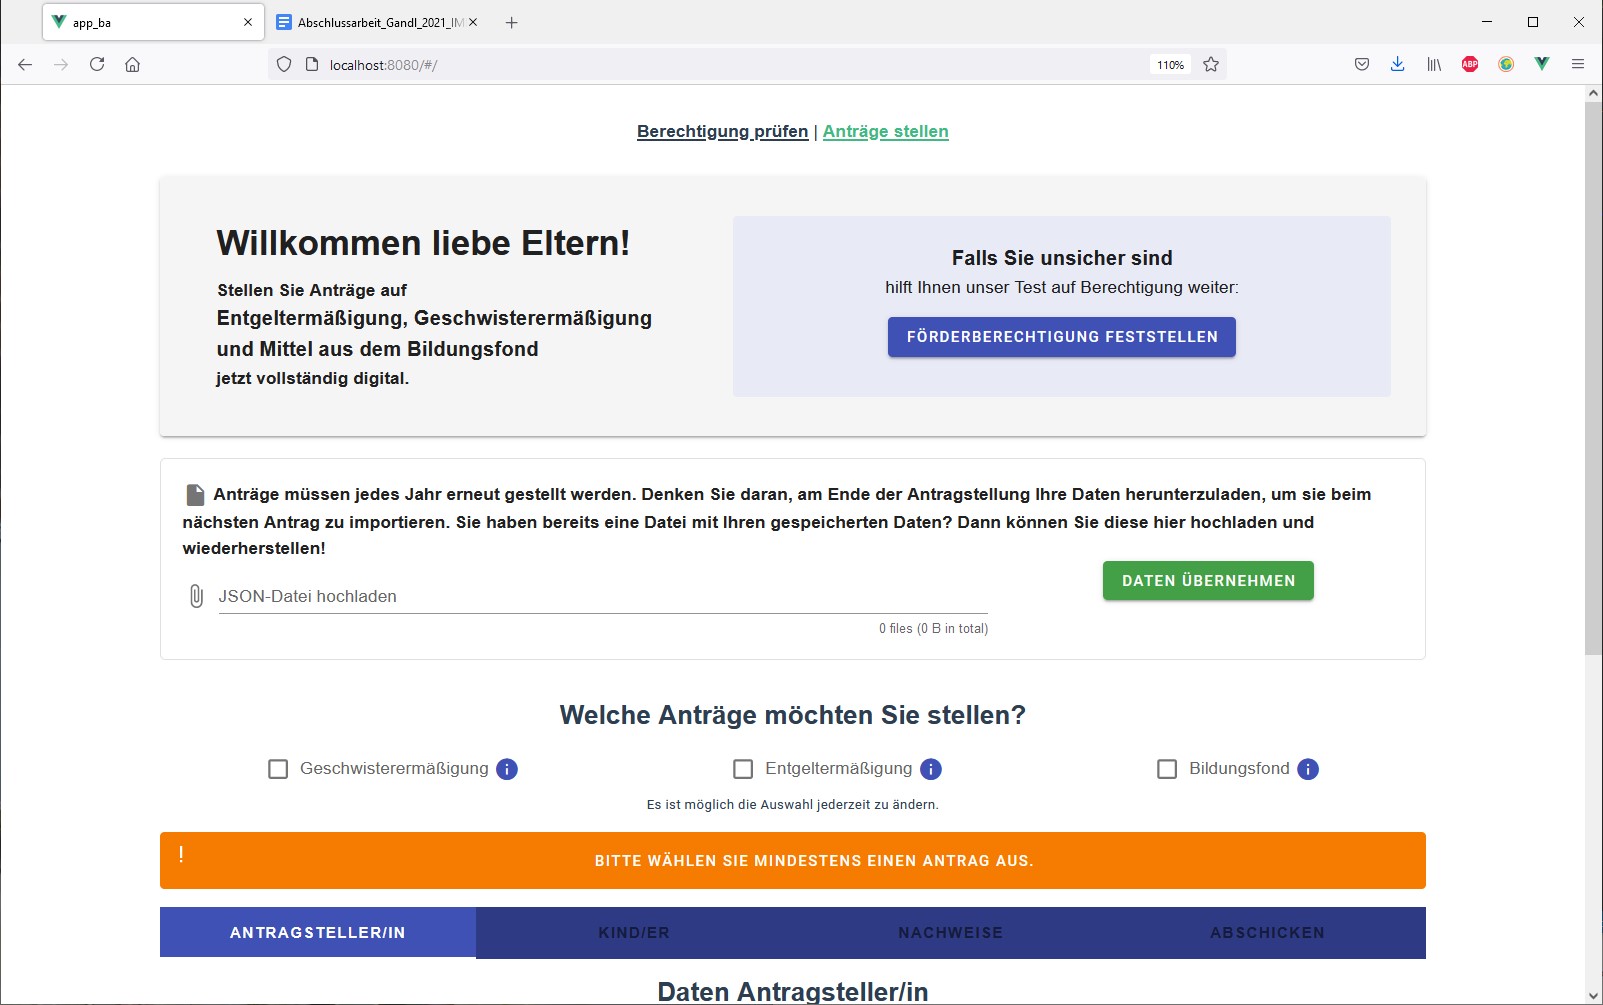 app_ba
Abschlussarbeit_Gandl_2021_IM
localhost:8080/#/
110%
ABP
Berechtigung prüfen | Anträge stellen
Willkommen liebe Eltern!
Stellen Sie Anträge auf
Entgeltermäßigung, Geschwisterermäßigung
und Mittel aus dem Bildungsfond
jetzt vollständig digital.
Falls Sie unsicher sind
hilft Ihnen unser Test auf Berechtigung weiter:
FÖRDERBERECHTIGUNG FESTSTELLEN
Anträge müssen jedes Jahr erneut gestellt werden. Denken Sie daran, am Ende der Antragstellung Ihre Daten herunterzuladen, um sie beim
nächsten Antrag zu importieren. Sie haben bereits eine Datei mit Ihren gespeicherten Daten? Dann können Sie diese hier hochladen und
wiederherstellen!
JSON-Datei hochladen
0 files (0 B in total)
DATEN ÜBERNEHMEN
Welche Anträge möchten Sie stellen?
Geschwisterermäßigung i
Entgeltermäßigung i
Bildungsfond i
Es ist möglich die Auswahl jederzeit zu ändern.
! BITTE WÄHLEN SIE MINDESTENS EINEN ANTRAG AUS.
ANTRAGSTELLER/IN KIND/ER NACHWEISE ABSCHICKEN
Daten Antragsteller/in